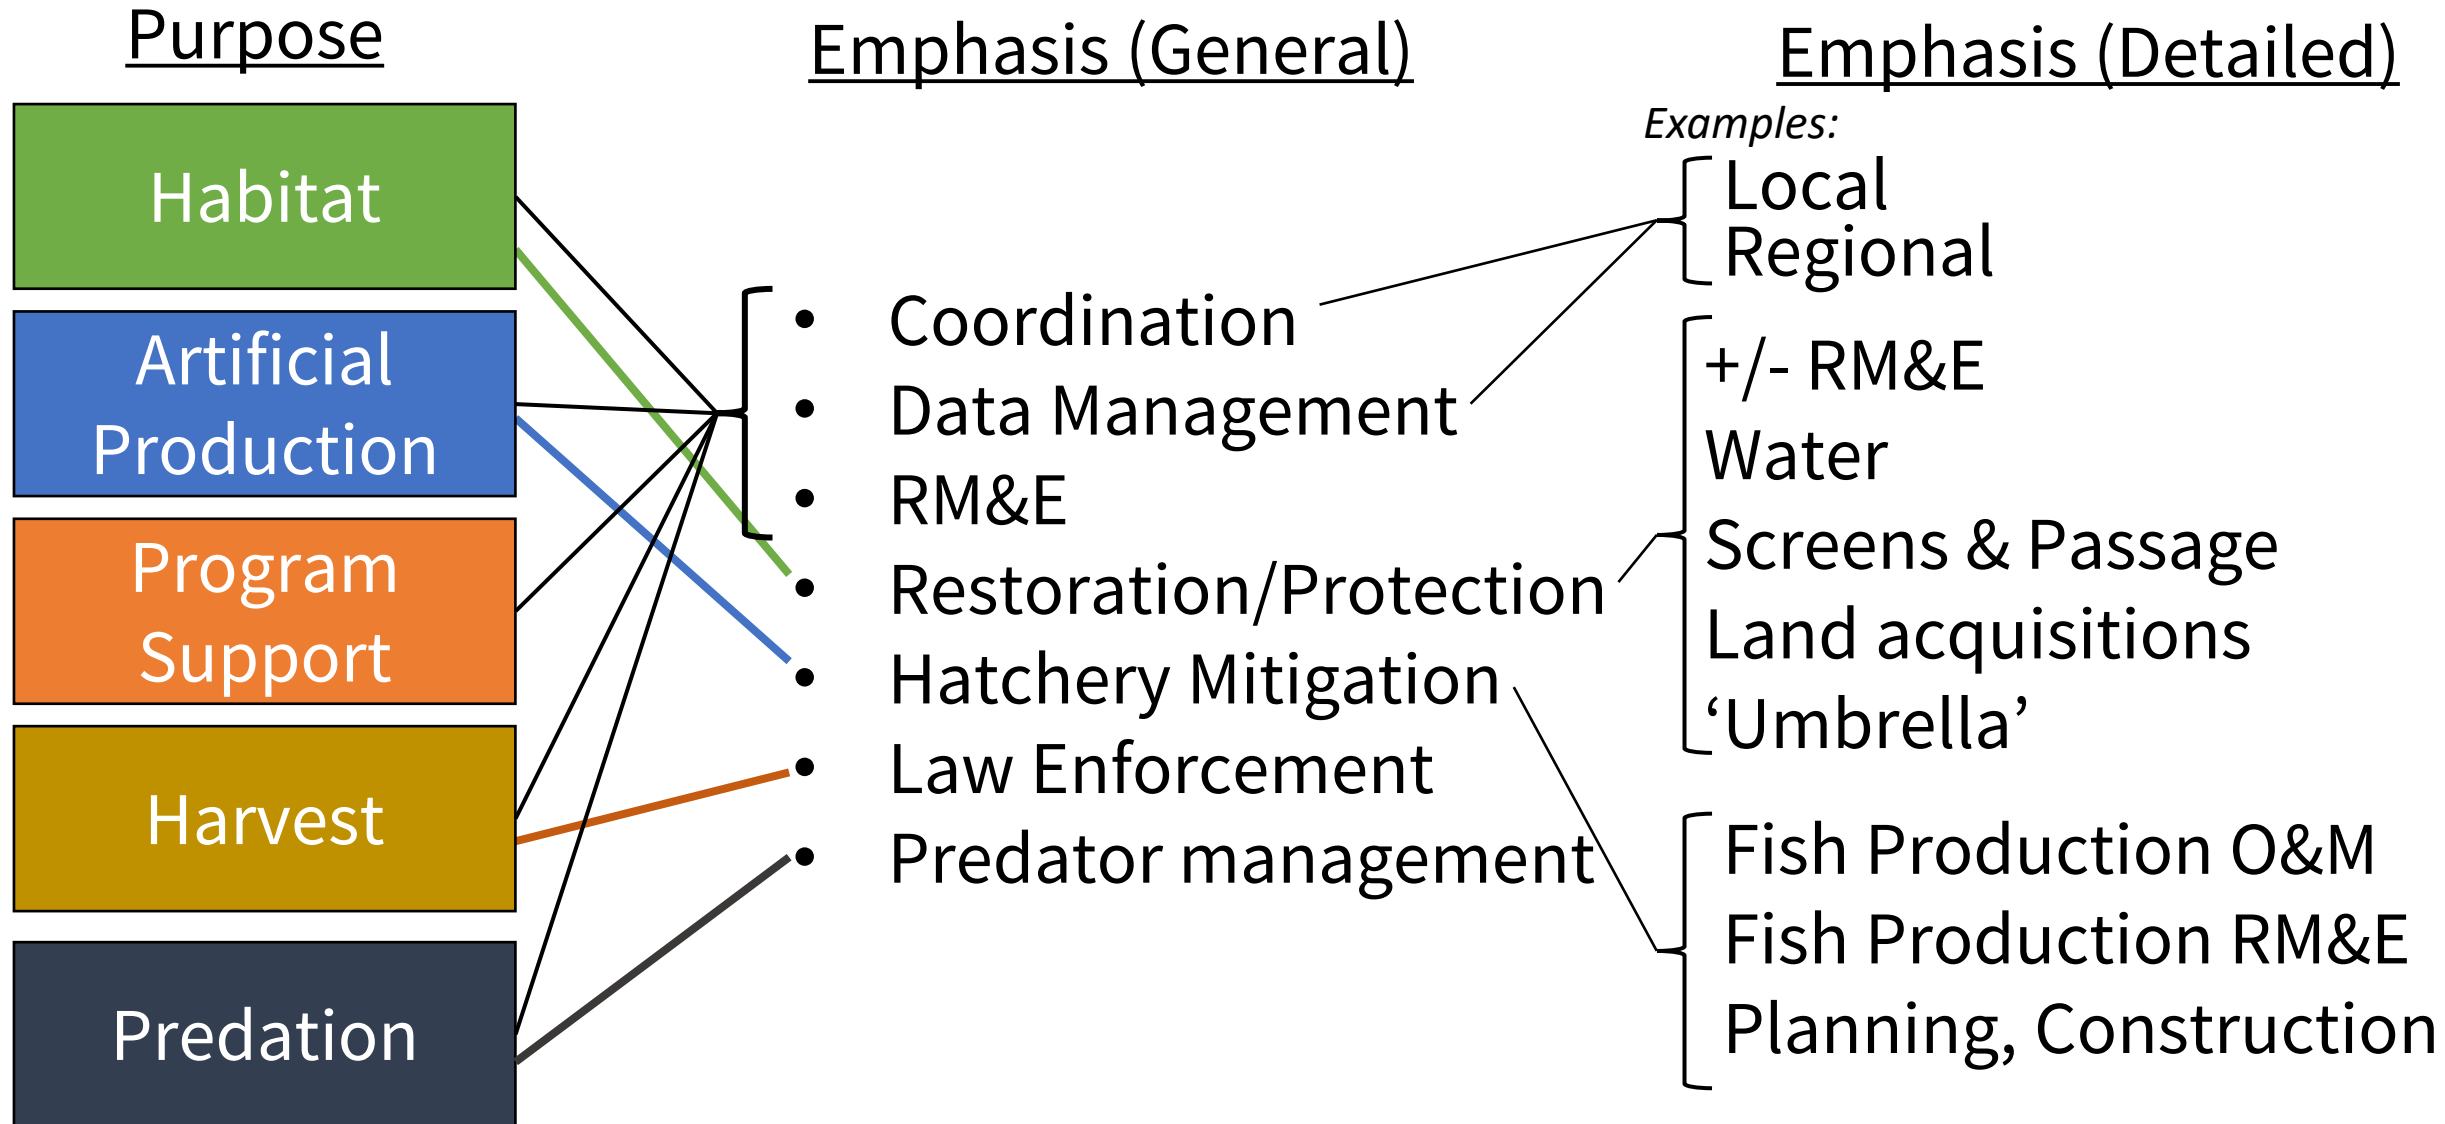 Purpose
Habitat
Artificial
Production
Program
Support
Harvest
Predation
Emphasis (General)
• Coordination
• Data Management
• RM&E
• Restoration/Protection
• Hatchery Mitigation
• Law Enforcement
• Predator management
Emphasis (Detailed)
Examples:
Local
Regional
+/- RM&E
Water
Screens & Passage
Land acquisitions
‘Umbrella’
Fish Production O&M
Fish Production RM&E
Planning, Construction